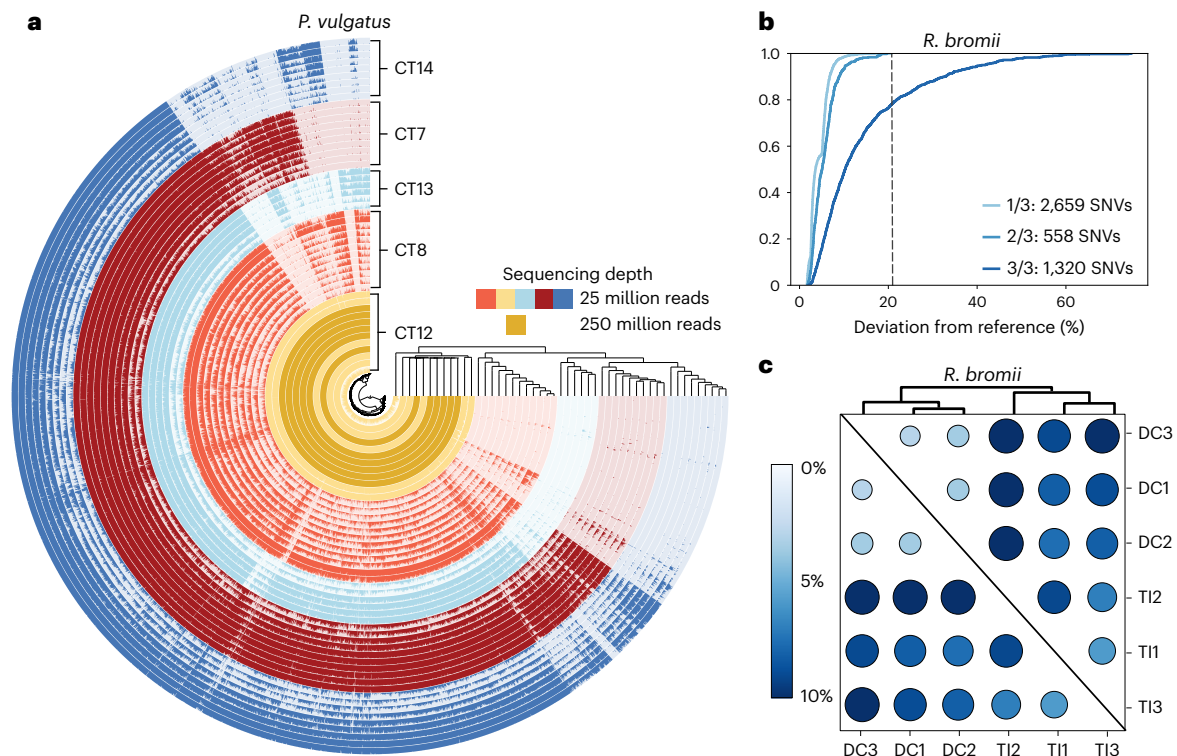 a
P. vulgatus
CT14
CT7
CT13
CT8
CT12
Sequencing depth
25 million reads
250 million reads
b
R. bromii
1.0
0.8
0.6
0.4
0.2
0
0 20 40 60
Deviation from reference (%)
1/3: 2,659 SNVs
2/3: 558 SNVs
3/3: 1,320 SNVs
c
R. bromii
0%
5%
10%
DC3
DC1
DC2
TI2
TI1
TI3
DC3 DC1 DC2 TI2 TI1 TI3